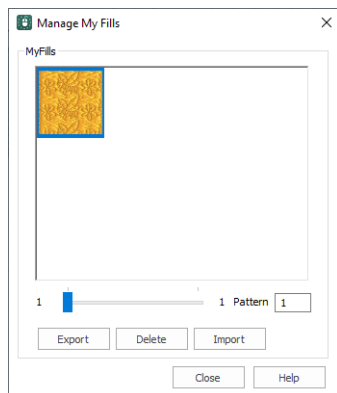 Manage My Fills
MyFills
1 1 Pattern 1
Export Delete Import
Close Help